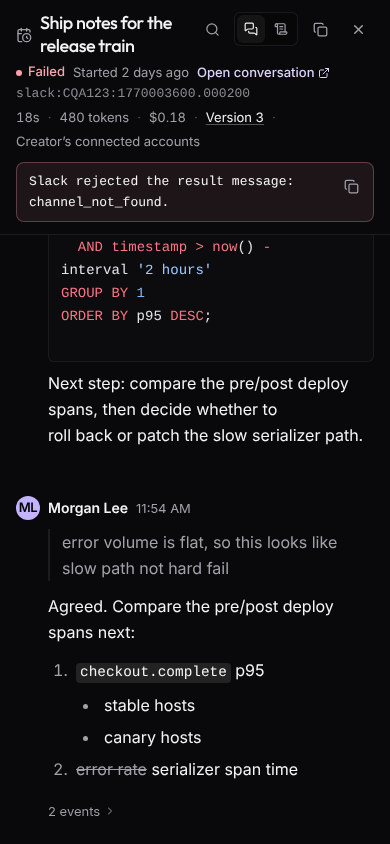 Ship notes for the
release train
Failed Started 2 days ago Open conversation
slack:CQA123:1770003600.000200
18s · 480 tokens · $0.18 · Version 3 ·
Creator's connected accounts
Slack rejected the result message:
channel_not_found.
AND timestamp > now() -
interval '2 hours'
GROUP BY 1
ORDER BY p95 DESC;
Next step: compare the pre/post deploy
spans, then decide whether to
roll back or patch the slow serializer path.
ML Morgan Lee 11:54 AM
error volume is flat, so this looks like
slow path not hard fail
Agreed. Compare the pre/post deploy
spans next:
1. checkout.complete p95
• stable hosts
• canary hosts
2. error rate serializer span time
2 events